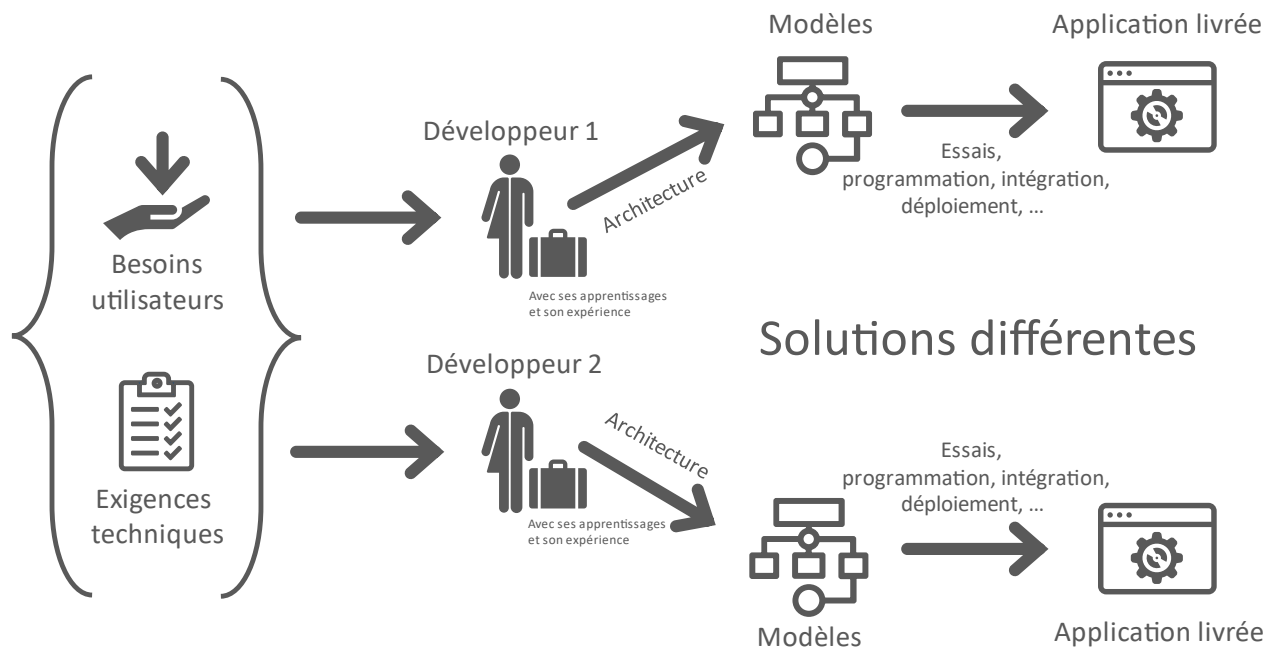 Modèles
Application livrée
Développeur 1
Architecture
Essais,
programmation, intégration,
déploiement, ...
Besoins
utilisateurs
Avec ses apprentissages
et son expérience
Solutions différentes
Développeur 2
Architecture
Essais,
programmation, intégration,
déploiement, ...
Exigences
techniques
Avec ses apprentissages
et son expérience
Modèles
Application livrée